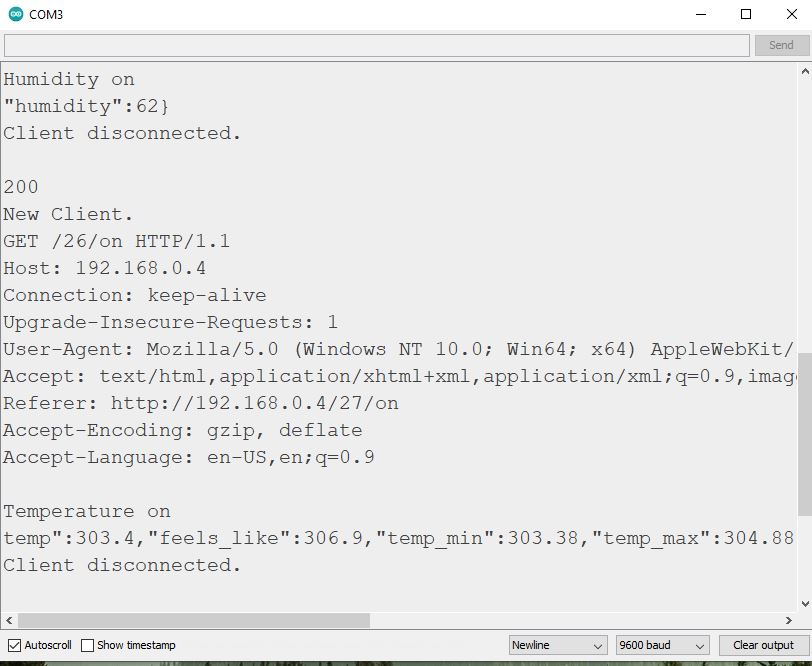 COM3
Send
Humidity on
"humidity":62}
Client disconnected.
200
New Client.
GET /26/on HTTP/1.1
Host: 192.168.0.4
Connection: keep-alive
Upgrade-Insecure-Requests: 1
User-Agent: Mozilla/5.0 (Windows NT 10.0; Win64; x64) AppleWebKit/
Accept: text/html,application/xhtml+xml,application/xml;q=0.9,imag
Referer: http://192.168.0.4/27/on
Accept-Encoding: gzip, deflate
Accept-Language: en-US,en;q=0.9
Temperature on
temp":303.4,"feels_like":306.9,"temp_min":303.38,"temp_max":304.88
Client disconnected.
Autoscroll Show timestamp Newline 9600 baud Clear output